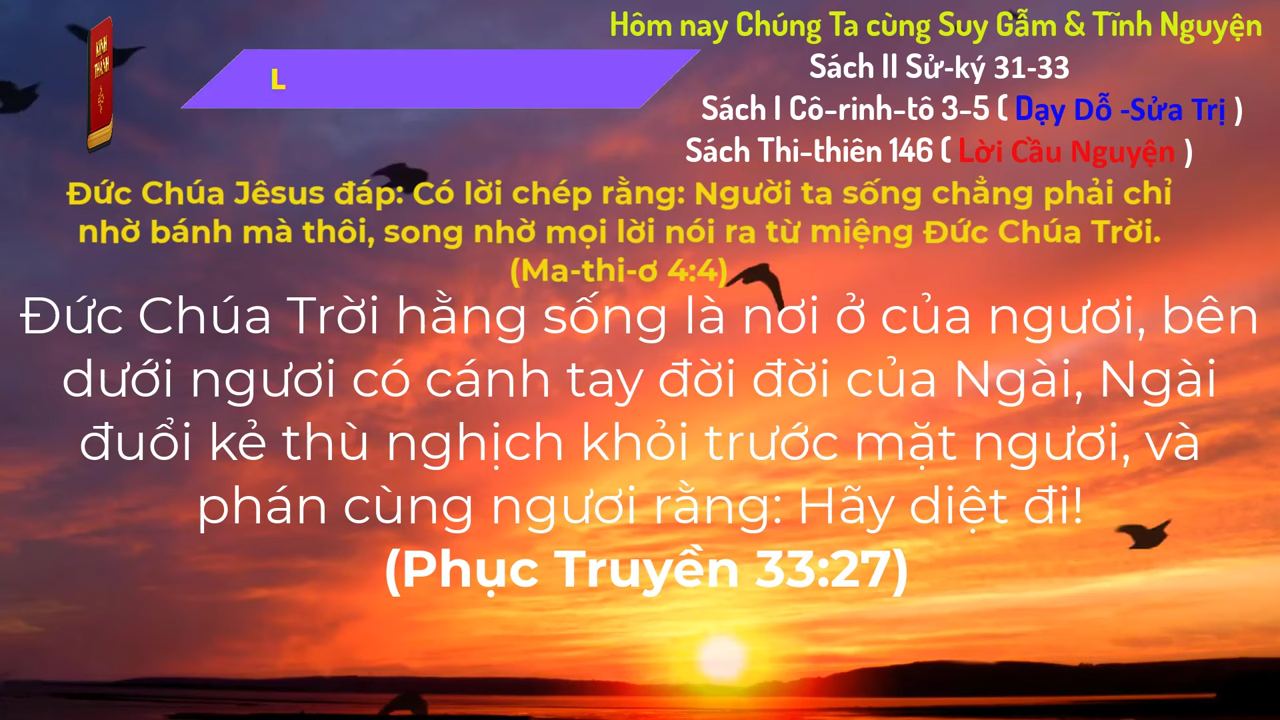 KINH
THÁNH
L
Hôm nay Chúng Ta cùng Suy Gẫm & Tĩnh Nguyện
Sách II Sử-ký 31-33
Sách I Cô-rinh-tô 3-5 ( Dạy Dỗ -Sửa Trị )
Sách Thi-thiên 146 ( Lời Cầu Nguyện )
Đức Chúa Jêsus đáp: Có lời chép rằng: Người ta sống chẳng phải chỉ
nhờ bánh mà thôi, song nhờ mọi lời nói ra từ miệng Đức Chúa Trời.
(Ma-thi-ơ 4:4)
Đức Chúa Trời hằng sống là nơi ở của ngươi, bên
dưới ngươi có cánh tay đời đời của Ngài, Ngài
đuổi kẻ thù nghịch khỏi trước mặt ngươi, và
phán cùng ngươi rằng: Hãy diệt đi!
(Phục Truyền 33:27)